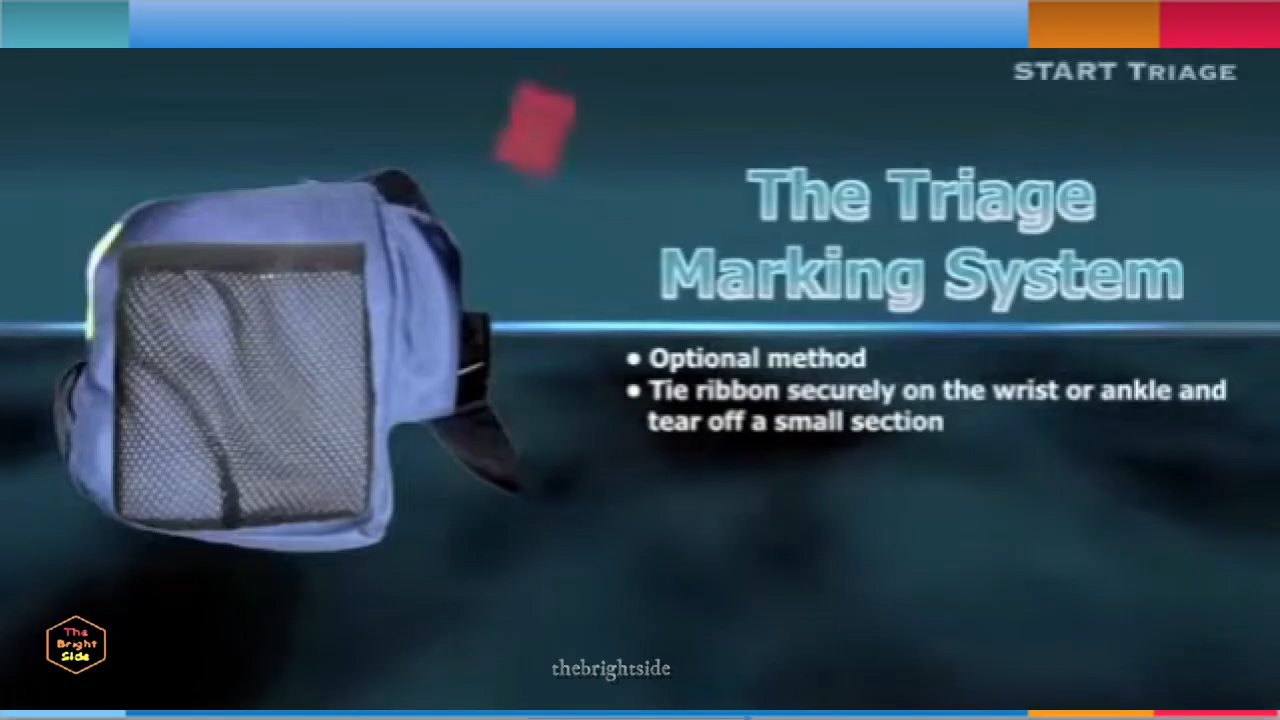 START TRIAGE
The Triage
Marking System
• Optional method
• Tie ribbon securely on the wrist or ankle and
tear off a small section
The
Bright
Side
thebrightside